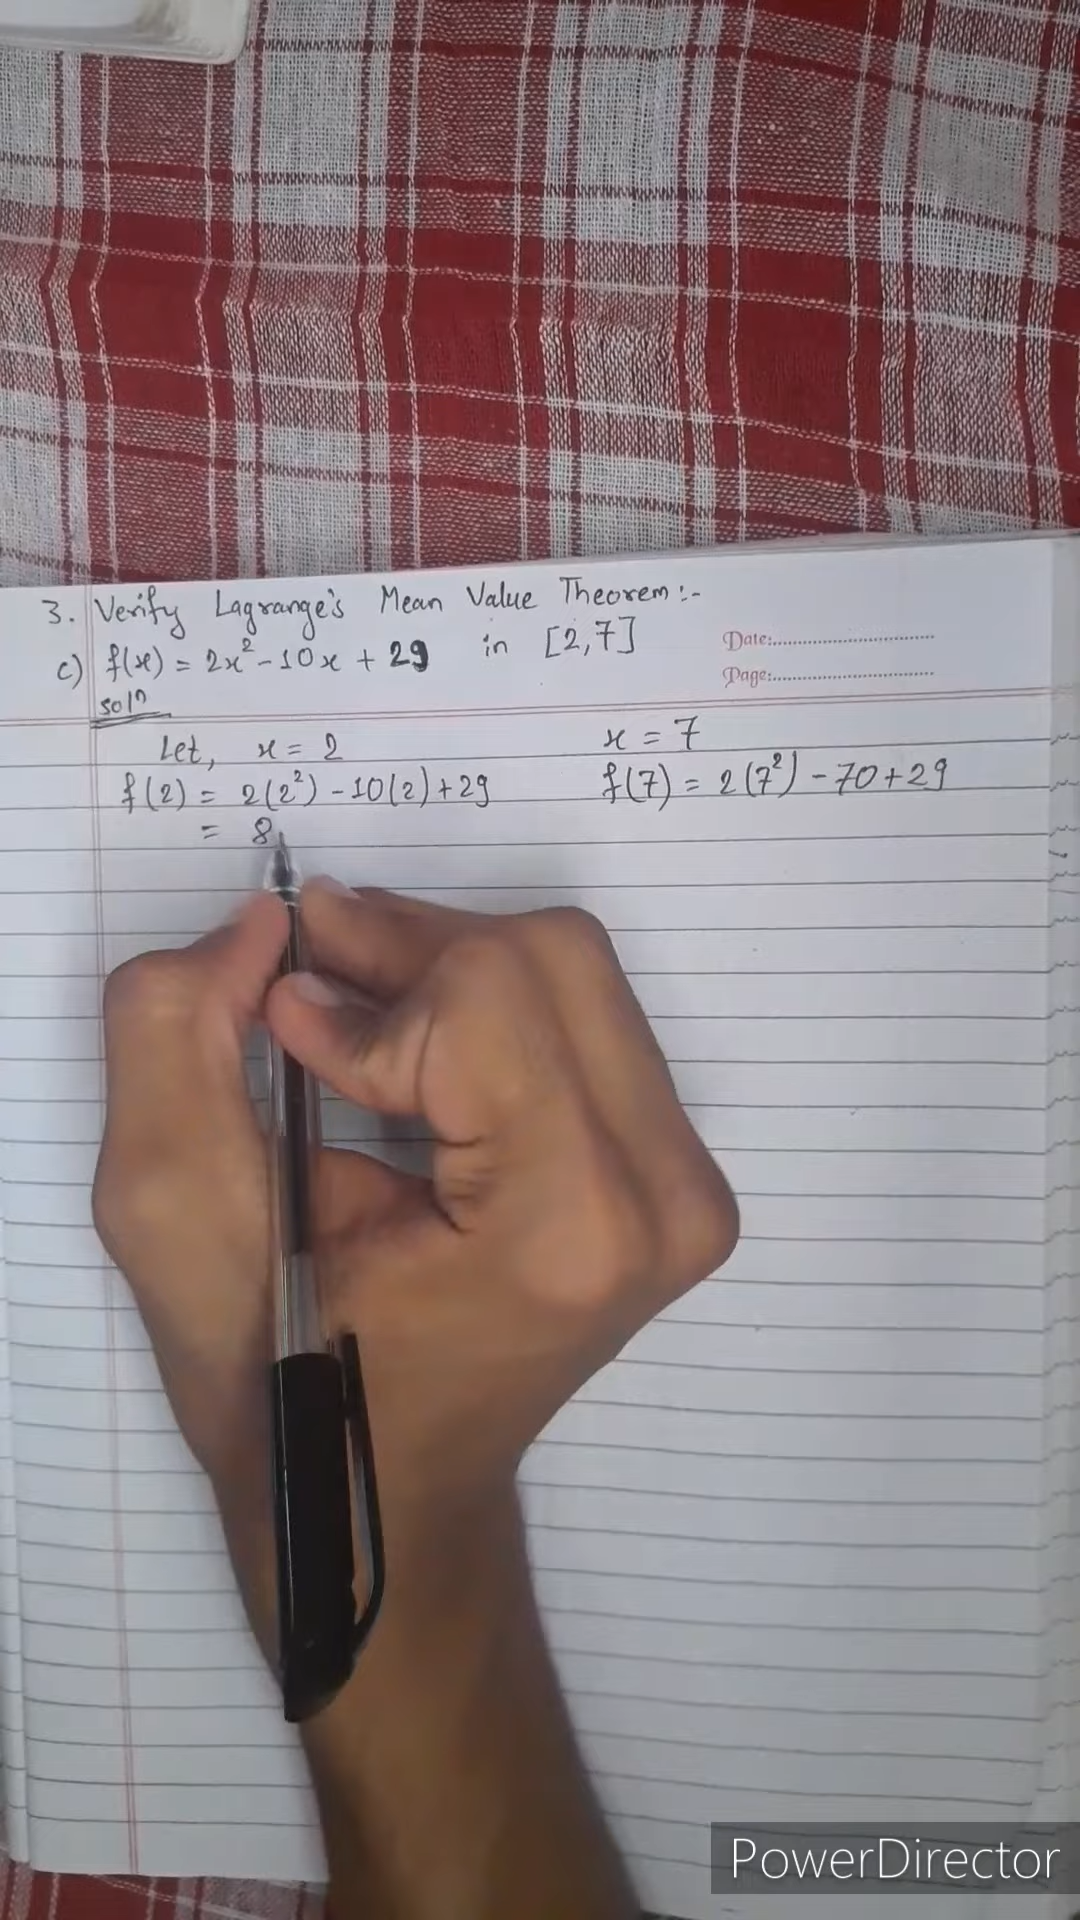 3. Verify Lagrange's Mean Value Theorem:-
c) f(x) = 2x² - 10x + 29 in [2,7]
Date:................................
Page:................................
solⁿ
Let, x = 2
x = 7
f(2) = 2(2²) - 10(2) + 29
f(7) = 2(7²) - 70 + 29
= 8
PowerDirector